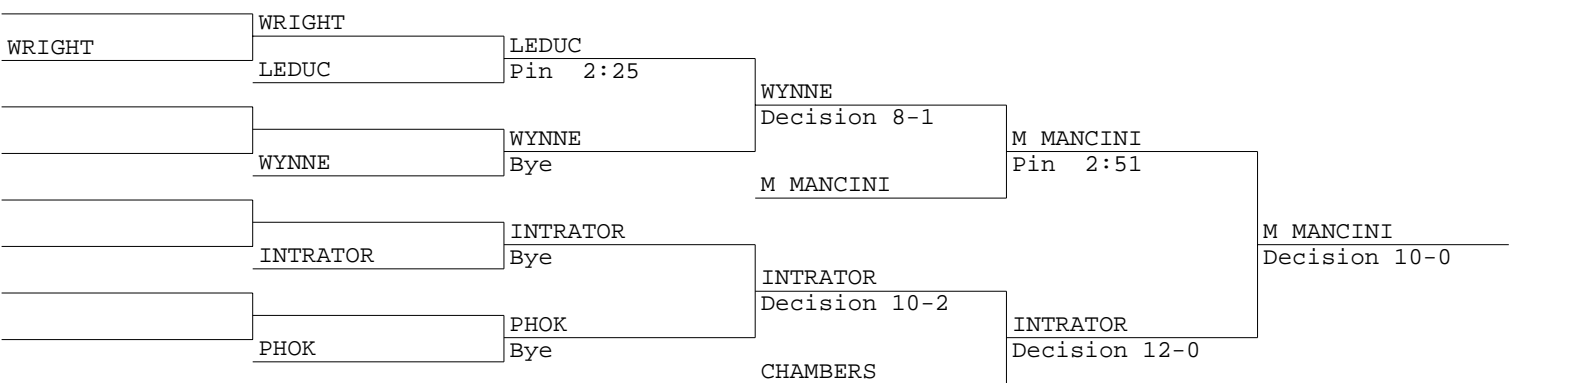 WRIGHT
WRIGHT
LEDUC
LEDUC
Pin 2:25
WYNNE
Decision 8-1
WYNNE
WYNNE
Bye
M MANCINI
Pin 2:51
M MANCINI
INTRATOR
INTRATOR
Bye
M MANCINI
Decision 10-0
INTRATOR
Decision 10-2
PHOK
PHOK
Bye
INTRATOR
Decision 12-0
CHAMBERS